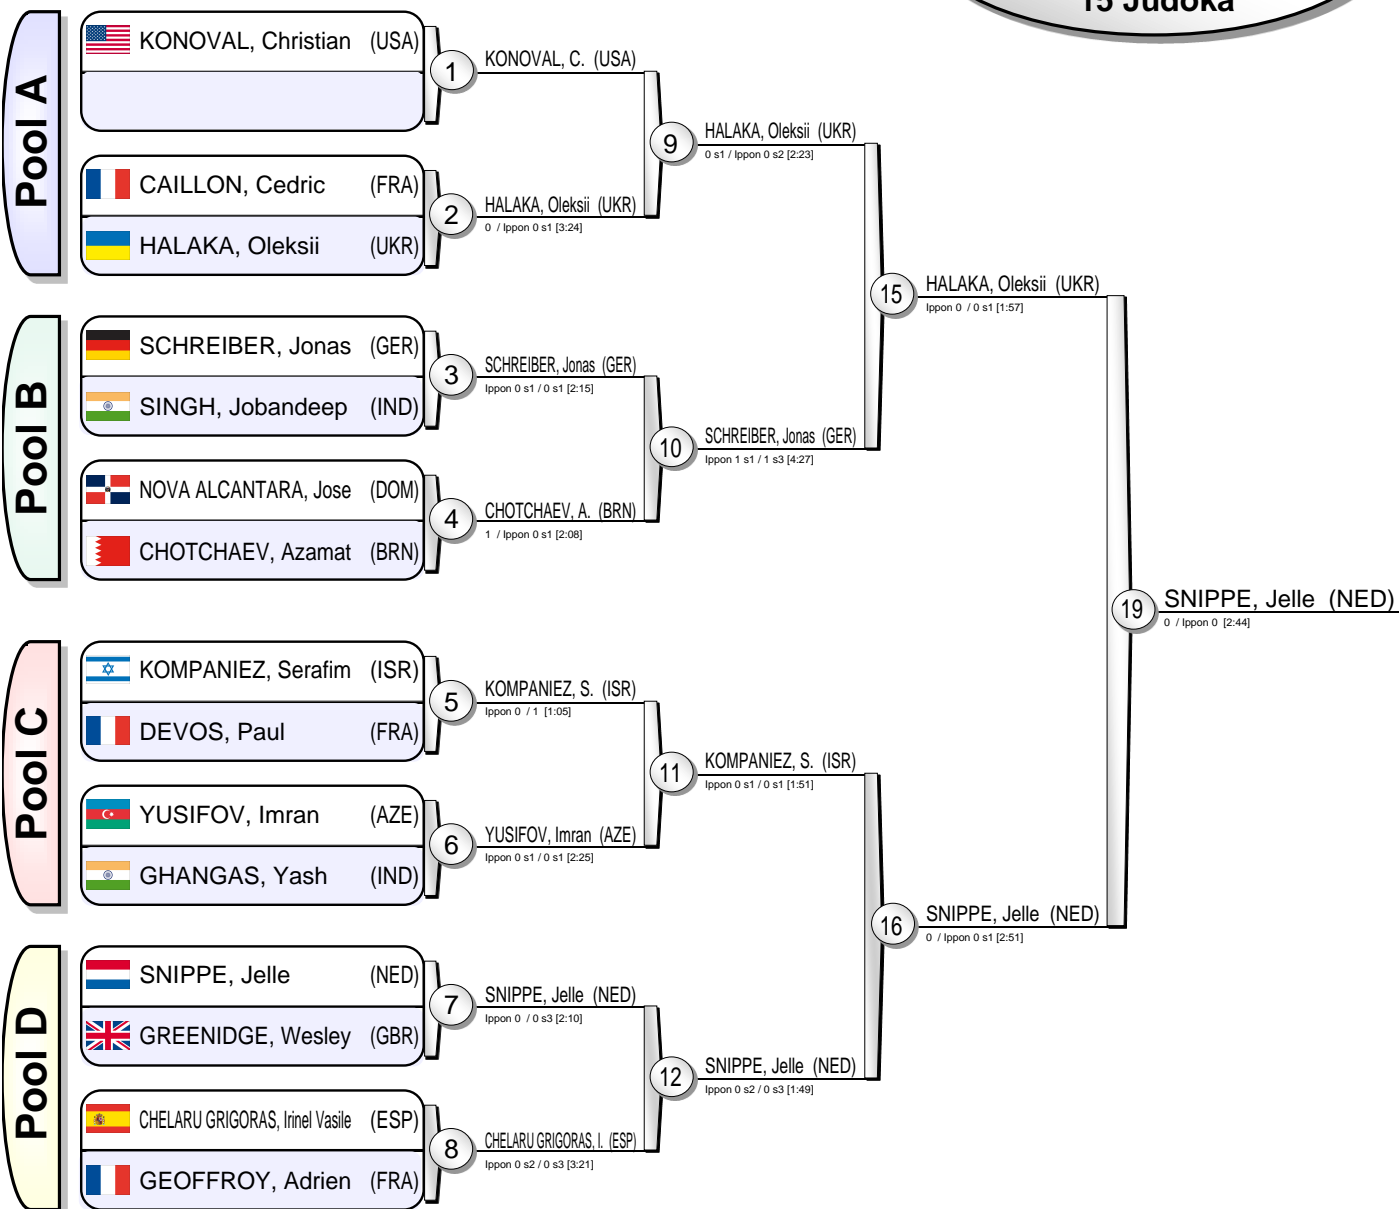 15 Judoka
Pool A
KONOVAL, Christian (USA)
1
KONOVAL, C. (USA)
CAILLON, Cedric (FRA)
HALAKA, Oleksii (UKR)
2
HALAKA, Oleksii (UKR)
0 / Ippon 0 s1 [3:24]
9
HALAKA, Oleksii (UKR)
0 s1 / Ippon 0 s2 [2:23]
Pool B
SCHREIBER, Jonas (GER)
SINGH, Jobandeep (IND)
3
SCHREIBER, Jonas (GER)
Ippon 0 s1 / 0 s1 [2:15]
NOVA ALCANTARA, Jose (DOM)
CHOTCHAEV, Azamat (BRN)
4
CHOTCHAEV, A. (BRN)
1 / Ippon 0 s1 [2:08]
10
SCHREIBER, Jonas (GER)
Ippon 1 s1 / 1 s3 [4:27]
15
HALAKA, Oleksii (UKR)
Ippon 0 / 0 s1 [1:57]
Pool C
KOMPANIEZ, Serafim (ISR)
DEVOS, Paul (FRA)
5
KOMPANIEZ, S. (ISR)
Ippon 0 / 1 [1:05]
YUSIFOV, Imran (AZE)
GHANGAS, Yash (IND)
6
YUSIFOV, Imran (AZE)
Ippon 0 s1 / 0 s1 [2:25]
11
KOMPANIEZ, S. (ISR)
Ippon 0 s1 / 0 s1 [1:51]
Pool D
SNIPPE, Jelle (NED)
GREENIDGE, Wesley (GBR)
7
SNIPPE, Jelle (NED)
Ippon 0 / 0 s3 [2:10]
CHELARU GRIGORAS, Irinel Vasile (ESP)
GEOFFROY, Adrien (FRA)
8
CHELARU GRIGORAS, I. (ESP)
Ippon 0 s2 / 0 s3 [3:21]
12
SNIPPE, Jelle (NED)
Ippon 0 s2 / 0 s3 [1:49]
16
SNIPPE, Jelle (NED)
0 / Ippon 0 s1 [2:51]
19
SNIPPE, Jelle (NED)
0 / Ippon 0 [2:44]